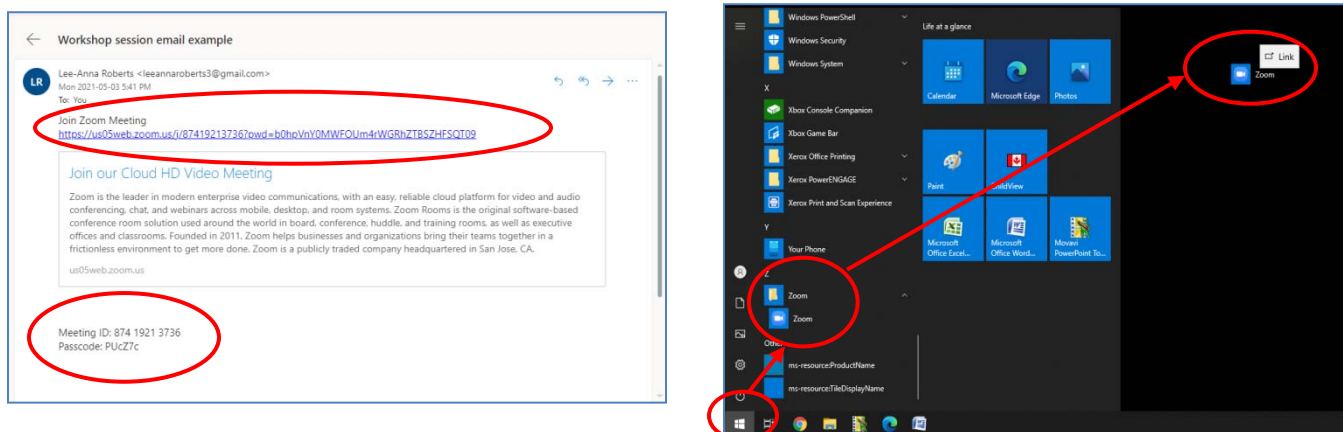 Workshop session email example
LR
Lee-Anna Roberts <leeannaroberts3@gmail.com>
Mon 2021-05-03 5:41 PM
To: You
Join Zoom Meeting
https://us05web.zoom.us/j/87419213736?pwd=b0hpVnY0MWFOUm4rWGRhZTBSZHFSQT09
Join our Cloud HD Video Meeting
Zoom is the leader in modern enterprise video communications, with an easy, reliable cloud platform for video and audio
conferencing, chat, and webinars across mobile, desktop, and room systems. Zoom Rooms is the original software-based
conference room solution used around the world in board, conference, huddle, and training rooms, as well as executive
offices and classrooms. Founded in 2011, Zoom helps businesses and organizations bring their teams together in a
frictionless environment to get more done. Zoom is a publicly traded company headquartered in San Jose, CA.
us05web.zoom.us
Meeting ID: 874 1921 3736
Passcode: PUcZ7c
Windows PowerShell
Windows Security
Windows System
X
Xbox Console Companion
Xbox Game Bar
Xerox Office Printing
Xerox PowerENGAGE
Xerox Print and Scan Experience
Y
Your Phone
Z
Zoom
Zoom
Other
ms-resource:ProductName
ms-resource:TileDisplayName
Life at a glance
Calendar
Microsoft Edge
Photos
Paint
ChildView
Microsoft
Office Excel...
Microsoft
Office Word...
Movavi
PowerPoint To...
Link
Zoom